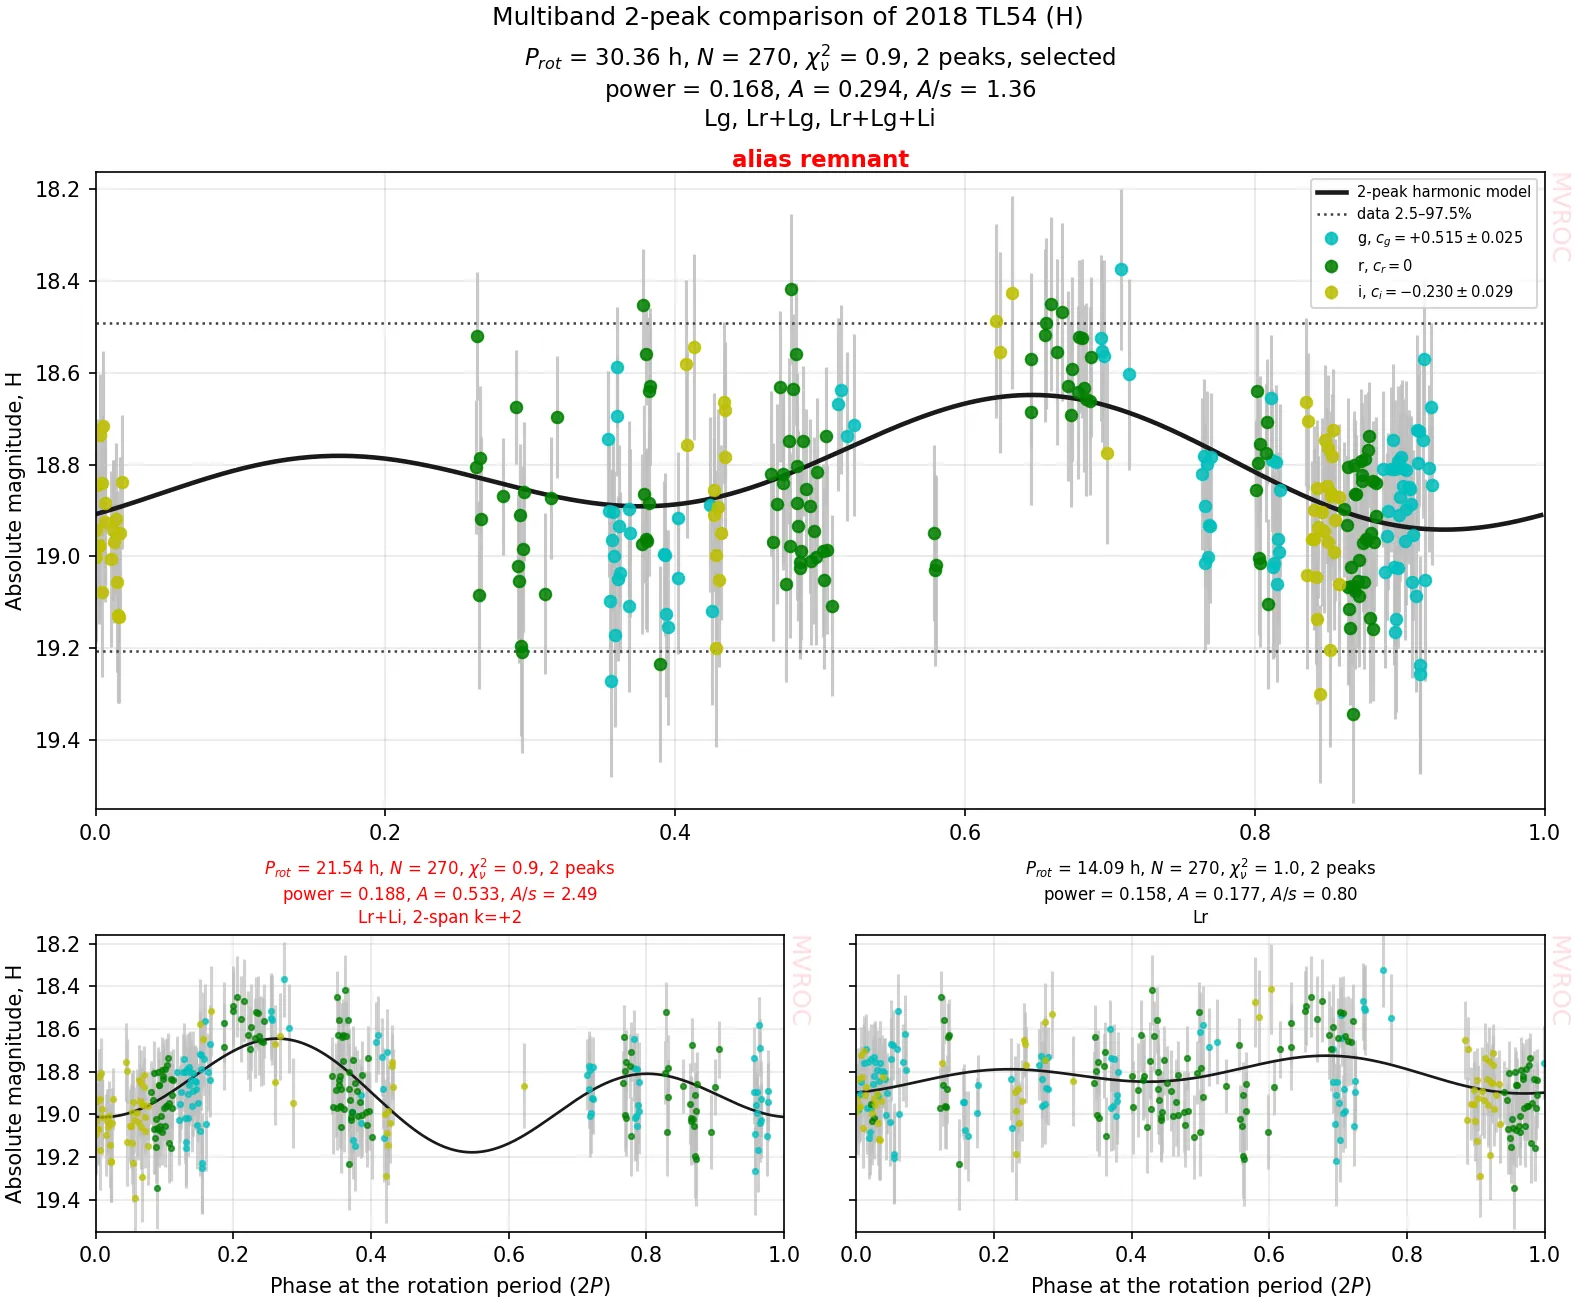 Multiband 2-peak comparison of 2018 TL54 (H)
P_rot = 30.36 h, N = 270, χ²_ν = 0.9, 2 peaks, selected
power = 0.168, A = 0.294, A/s = 1.36
Lg, Lr+Lg, Lr+Lg+Li
alias remnant
2-peak harmonic model
data 2.5–97.5%
g, c_g = +0.515 ± 0.025
r, c_r = 0
i, c_i = −0.230 ± 0.029
MVROC
Absolute magnitude, H
18.2
18.4
18.6
18.8
19.0
19.2
19.4
0.0 0.2 0.4 0.6 0.8 1.0
P_rot = 21.54 h, N = 270, χ²_ν = 0.9, 2 peaks
power = 0.188, A = 0.533, A/s = 2.49
Lr+Li, 2-span k=+2
MVROC
Absolute magnitude, H
18.2
18.4
18.6
18.8
19.0
19.2
19.4
0.0 0.2 0.4 0.6 0.8 1.0
Phase at the rotation period (2P)
P_rot = 14.09 h, N = 270, χ²_ν = 1.0, 2 peaks
power = 0.158, A = 0.177, A/s = 0.80
Lr
MVROC
0.0 0.2 0.4 0.6 0.8 1.0
Phase at the rotation period (2P)